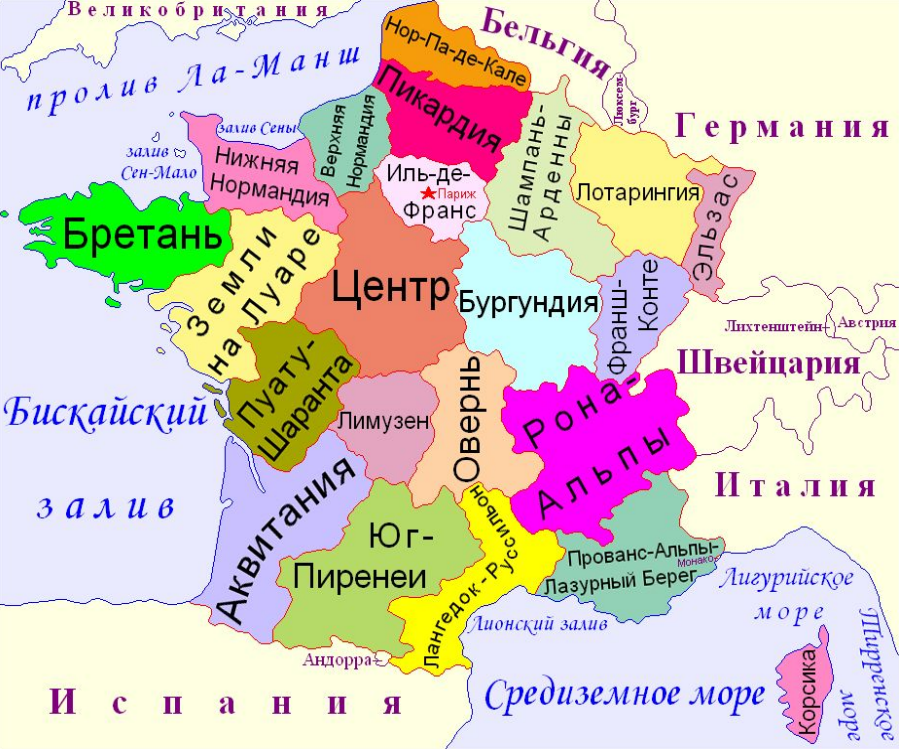 Великобритания
Бельгия
пролив Ла-Манш
Нор-Па-де-Кале
Пикардия
Люксем-
бург
Германия
залив Сены
Верхняя
Нормандия
Шампань-
Арденны
залив
Сен-Мало
Нижняя
Нормандия
Иль-де-
Париж
Франс
Лотарингия
Эльзас
Бретань
Земли
на Луаре
Центр
Бургундия
Франш-
Конте
Лихтенштейн
Австрия
Швейцария
Пуату-
Шаранта
Бискайский
залив
Лимузен
Овернь
Рона-
Альпы
Италия
Аквитания
Юг-
Пиренеи
Лангедок-Руссильон
Прованс-Альпы-
Монако
Лазурный Берег
Лигурийское
море
Лионский залив
Андорра
Испания
Средиземное море
Корсика
Тирренское
море